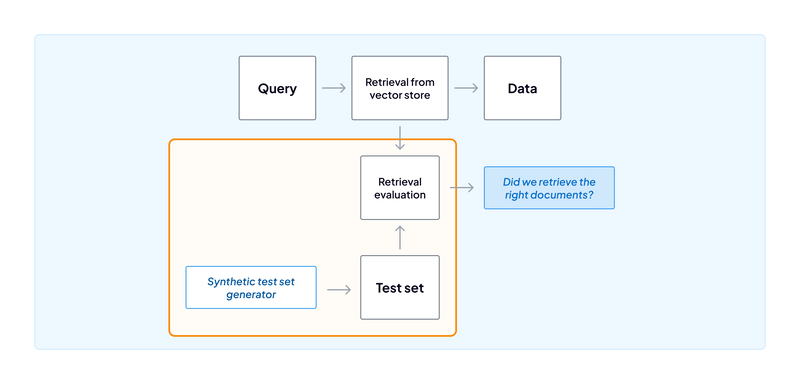 Query
Retrieval from
vector store
Data
Retrieval
evaluation
Did we retrieve the
right documents?
Synthetic test set
generator
Test set